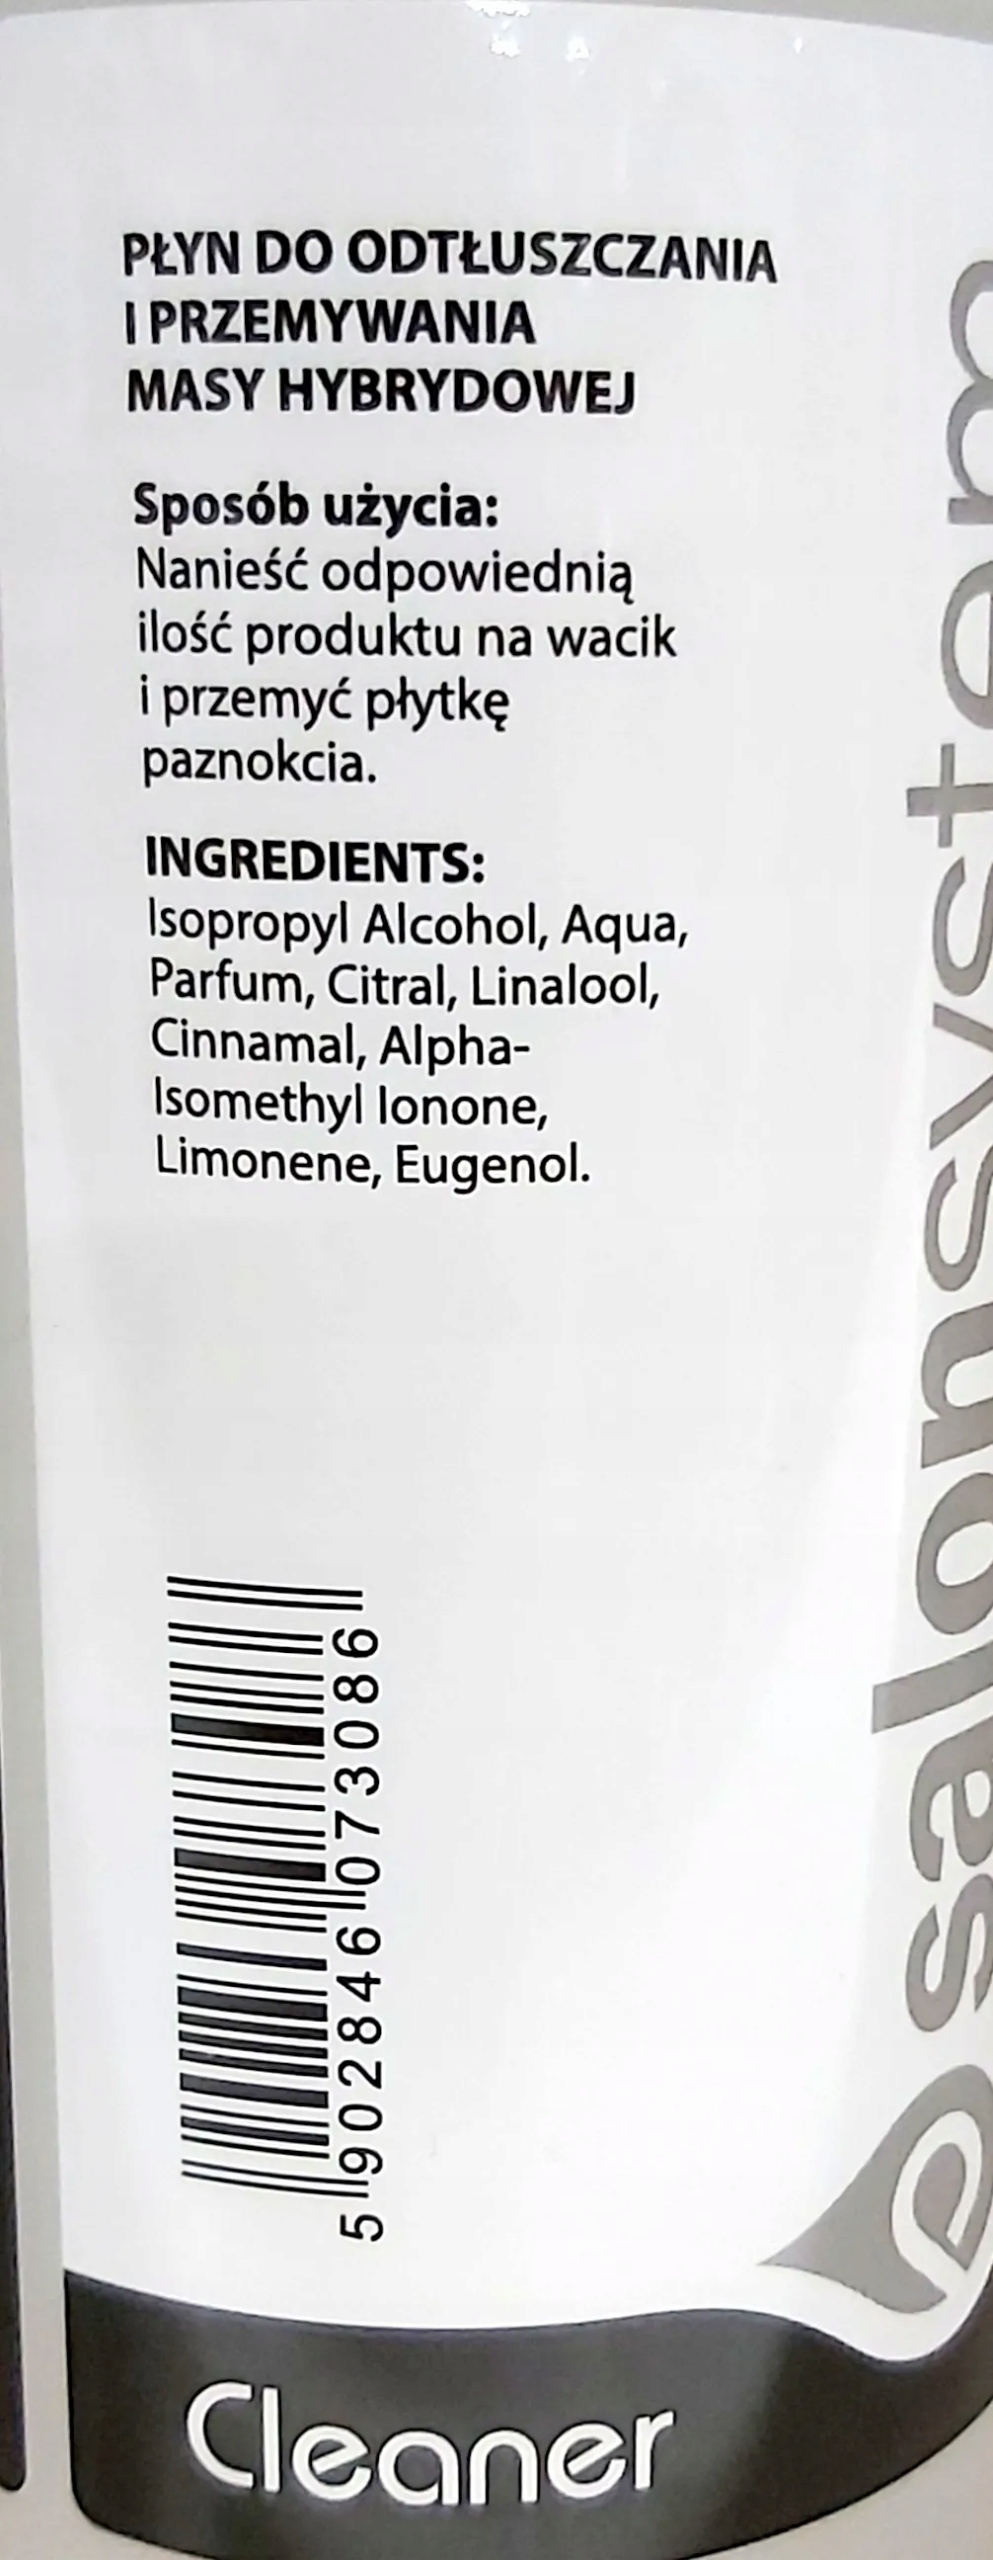 PŁYN DO ODTŁUSZCZANIA
I PRZEMYWANIA
MASY HYBRYDOWEJ
Sposób użycia:
Nanieść odpowiednią
ilość produktu na wacik
i przemyć płytkę
paznokcia.
INGREDIENTS:
Isopropyl Alcohol, Aqua,
Parfum, Citral, Linalool,
Cinnamal, Alpha-
Isomethyl Ionone,
Limonene, Eugenol.
5 902846 073086
salonsystem
Cleaner